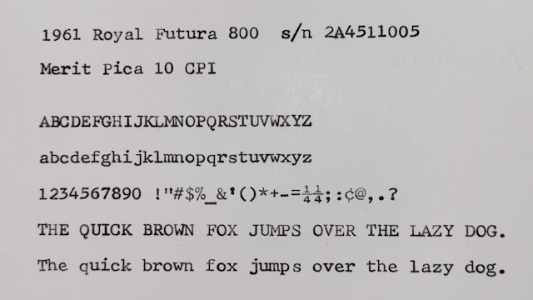 1961 Royal Futura 800  s/n 2A4511005
Merit Pica 10 CPI
ABCDEFGHIJKLMNOPQRSTUVWXYZ
abcdefghijklmnopqrstuvwxyz
1234567890 !"#$%_&'()*+-=¼¼;:¢@,.?
THE QUICK BROWN FOX JUMPS OVER THE LAZY DOG.
The quick brown fox jumps over the lazy dog.